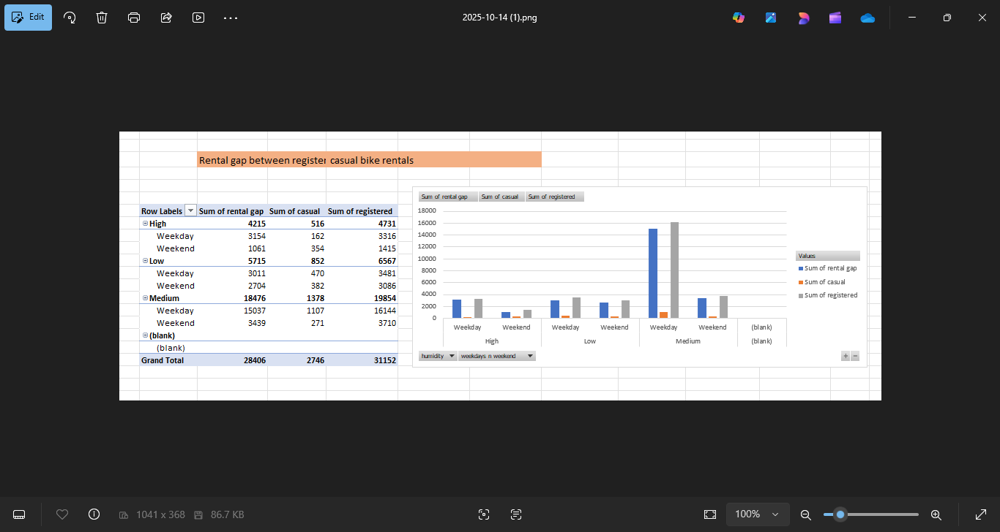 Edit
2025-10-14 (1).png
Rental gap between register casual bike rentals
Row Labels Sum of rental gap Sum of casual Sum of registered
High 4215 516 4731
Weekday 3154 162 3316
Weekend 1061 354 1415
Low 5715 852 6567
Weekday 3011 470 3481
Weekend 2704 382 3086
Medium 18476 1378 19854
Weekday 15037 1107 16144
Weekend 3439 271 3710
(blank)
(blank)
Grand Total 28406 2746 31152
Sum of rental gap Sum of casual Sum of registered
18000
16000
14000
12000
10000
8000
6000
4000
2000
0
Weekday Weekend Weekday Weekend Weekday Weekend (blank)
High Low Medium (blank)
Values
Sum of rental gap
Sum of casual
Sum of registered
humidity weekdays n weekend
+ −
1041 x 368 86.7 KB
100%